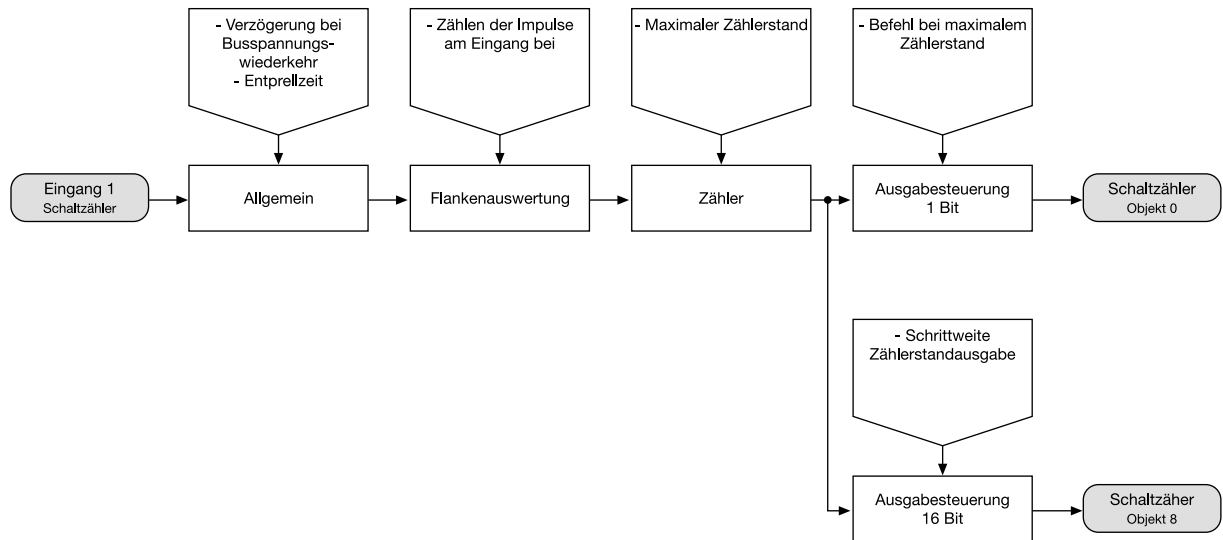 - Verzögerung bei
Busspannungs-
wiederkehr
- Entprellzeit
- Zählen der Impulse
am Eingang bei
- Maximaler Zählerstand
- Befehl bei maximalem
Zählerstand
Eingang 1
Schaltzähler
Allgemein
Flankenauswertung
Zähler
Ausgabesteuerung
1 Bit
Schaltzähler
Objekt 0
- Schrittweite
Zählerstandausgabe
Ausgabesteuerung
16 Bit
Schaltzäher
Objekt 8